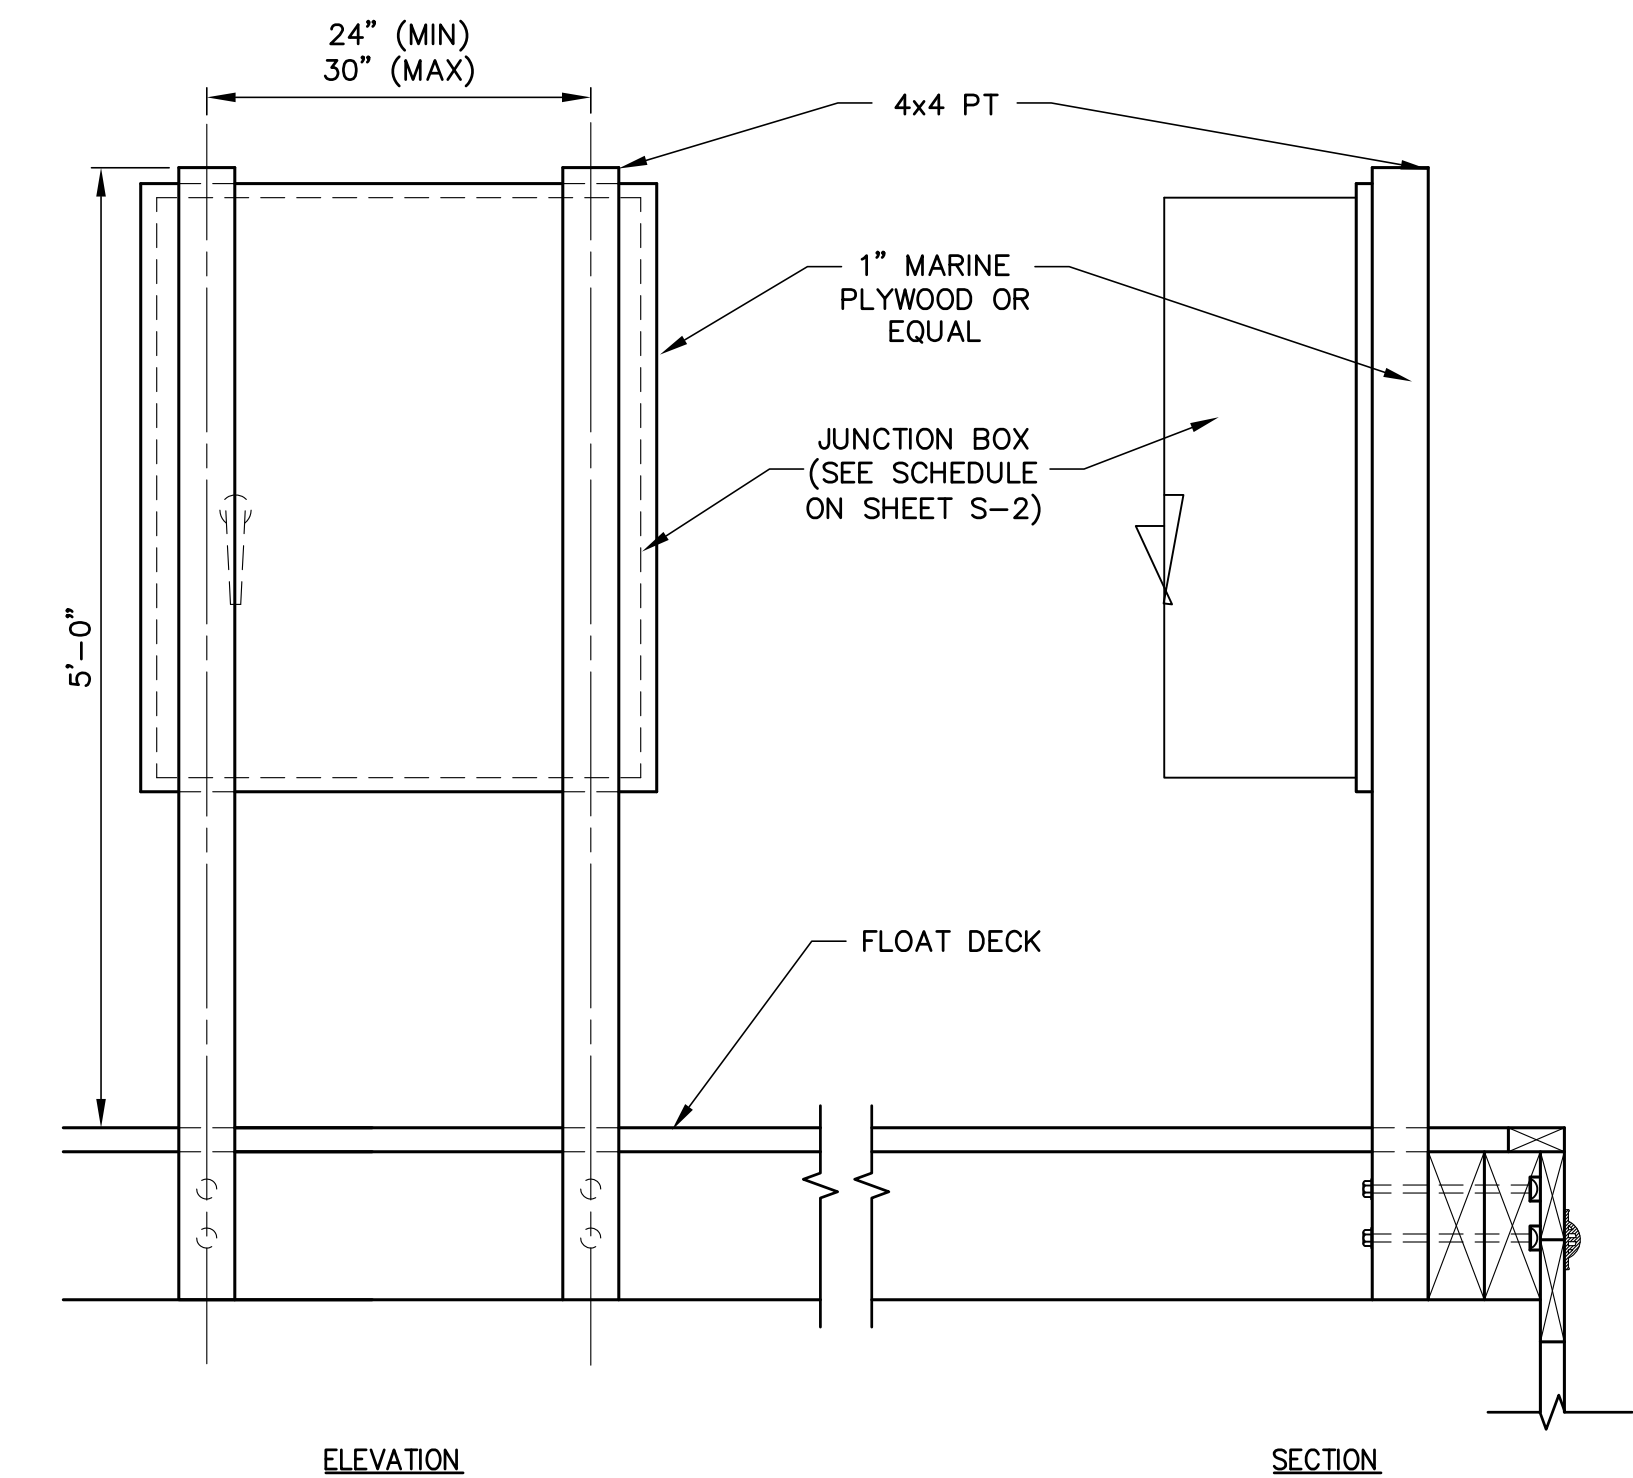 24" (MIN)
30" (MAX)
4x4 PT
1" MARINE
PLYWOOD OR
EQUAL
JUNCTION BOX
(SEE SCHEDULE
ON SHEET S-2)
5'-0"
FLOAT DECK
ELEVATION
SECTION